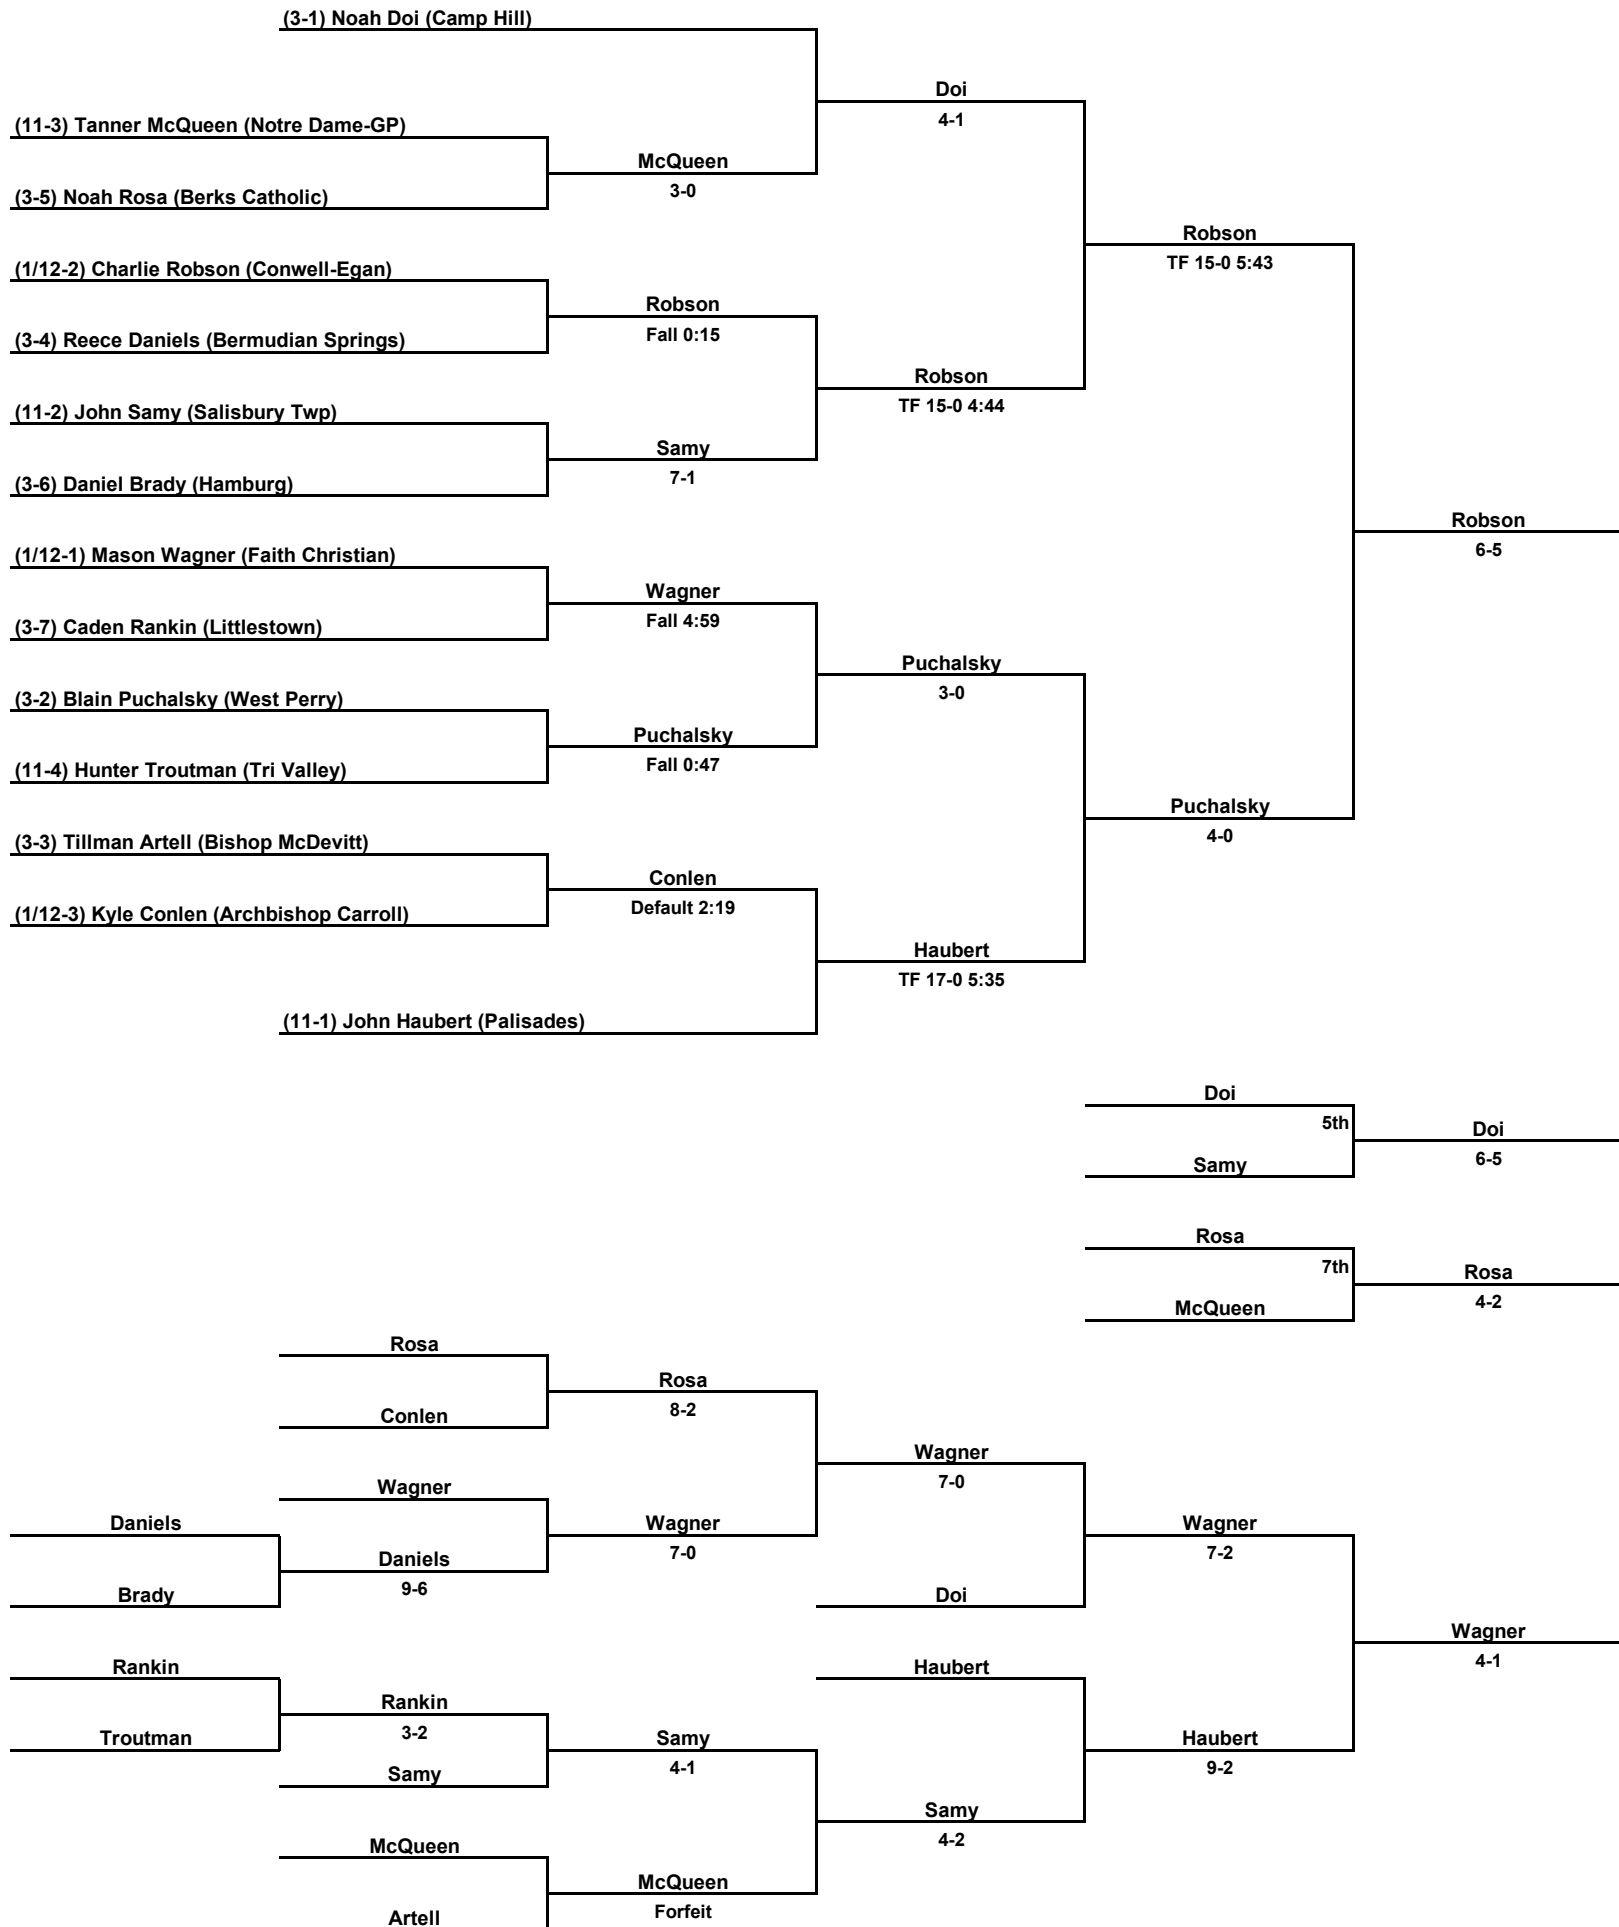 (3-1) Noah Doi (Camp Hill)
Doi
4-1
(11-3) Tanner McQueen (Notre Dame-GP)
McQueen
3-0
(3-5) Noah Rosa (Berks Catholic)
Robson
TF 15-0 5:43
(1/12-2) Charlie Robson (Conwell-Egan)
Robson
Fall 0:15
(3-4) Reece Daniels (Bermudian Springs)
Robson
TF 15-0 4:44
(11-2) John Samy (Salisbury Twp)
Samy
7-1
(3-6) Daniel Brady (Hamburg)
Robson
6-5
(1/12-1) Mason Wagner (Faith Christian)
Wagner
Fall 4:59
(3-7) Caden Rankin (Littlestown)
Puchalsky
3-0
(3-2) Blain Puchalsky (West Perry)
Puchalsky
Fall 0:47
(11-4) Hunter Troutman (Tri Valley)
Puchalsky
4-0
(3-3) Tillman Artell (Bishop McDevitt)
Conlen
Default 2:19
(1/12-3) Kyle Conlen (Archbishop Carroll)
Haubert
TF 17-0 5:35
(11-1) John Haubert (Palisades)
Doi
5th
Doi
6-5
Samy
Rosa
7th
Rosa
4-2
McQueen
Rosa
Rosa
8-2
Conlen
Wagner
7-0
Wagner
Daniels
Wagner
7-0
Wagner
7-2
Daniels
9-6
Brady
Doi
Wagner
4-1
Rankin
Haubert
Rankin
3-2
Troutman
Samy
4-1
Haubert
9-2
Samy
Samy
4-2
McQueen
McQueen
Forfeit
Artell